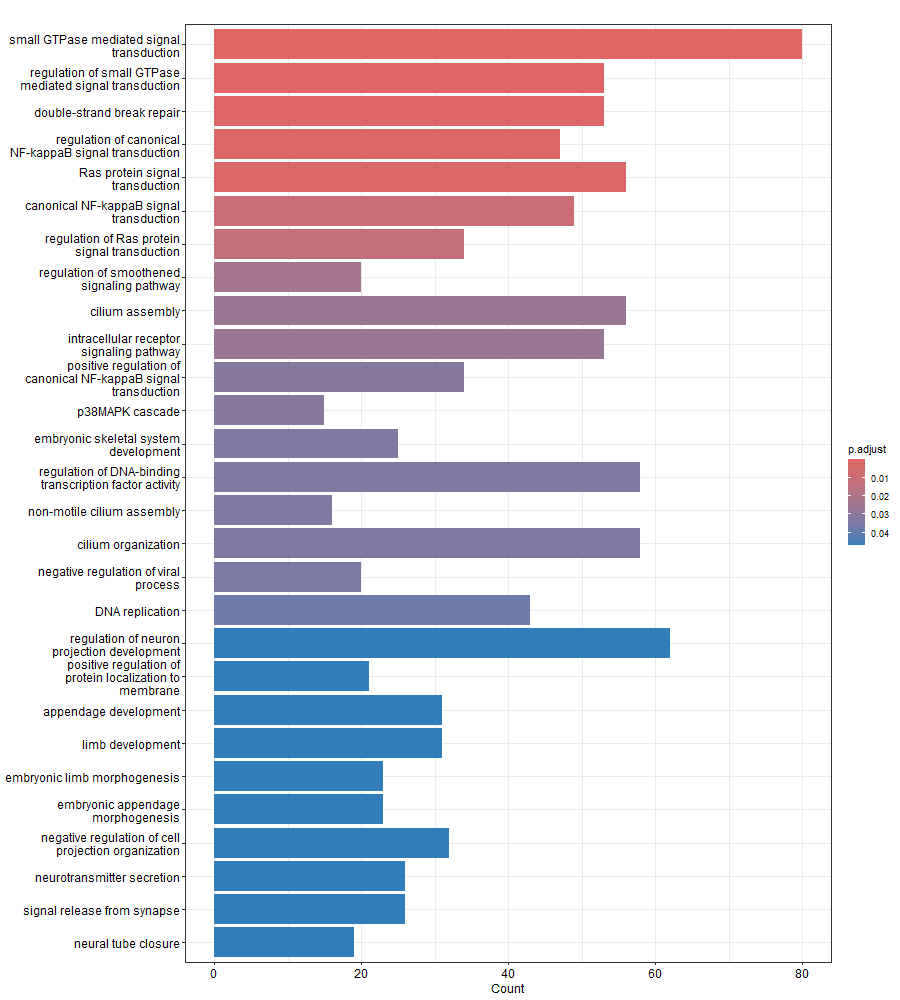 small GTPase mediated signal
transduction
regulation of small GTPase
mediated signal transduction
double-strand break repair
regulation of canonical
NF-kappaB signal transduction
Ras protein signal
transduction
canonical NF-kappaB signal
transduction
regulation of Ras protein
signal transduction
regulation of smoothened
signaling pathway
cilium assembly
intracellular receptor
signaling pathway
positive regulation of
canonical NF-kappaB signal
transduction
p38MAPK cascade
embryonic skeletal system
development
regulation of DNA-binding
transcription factor activity
non-motile cilium assembly
cilium organization
negative regulation of viral
process
DNA replication
regulation of neuron
projection development
positive regulation of
protein localization to
membrane
appendage development
limb development
embryonic limb morphogenesis
embryonic appendage
morphogenesis
negative regulation of cell
projection organization
neurotransmitter secretion
signal release from synapse
neural tube closure
0 20 40 60 80
Count
p.adjust
0.01
0.02
0.03
0.04